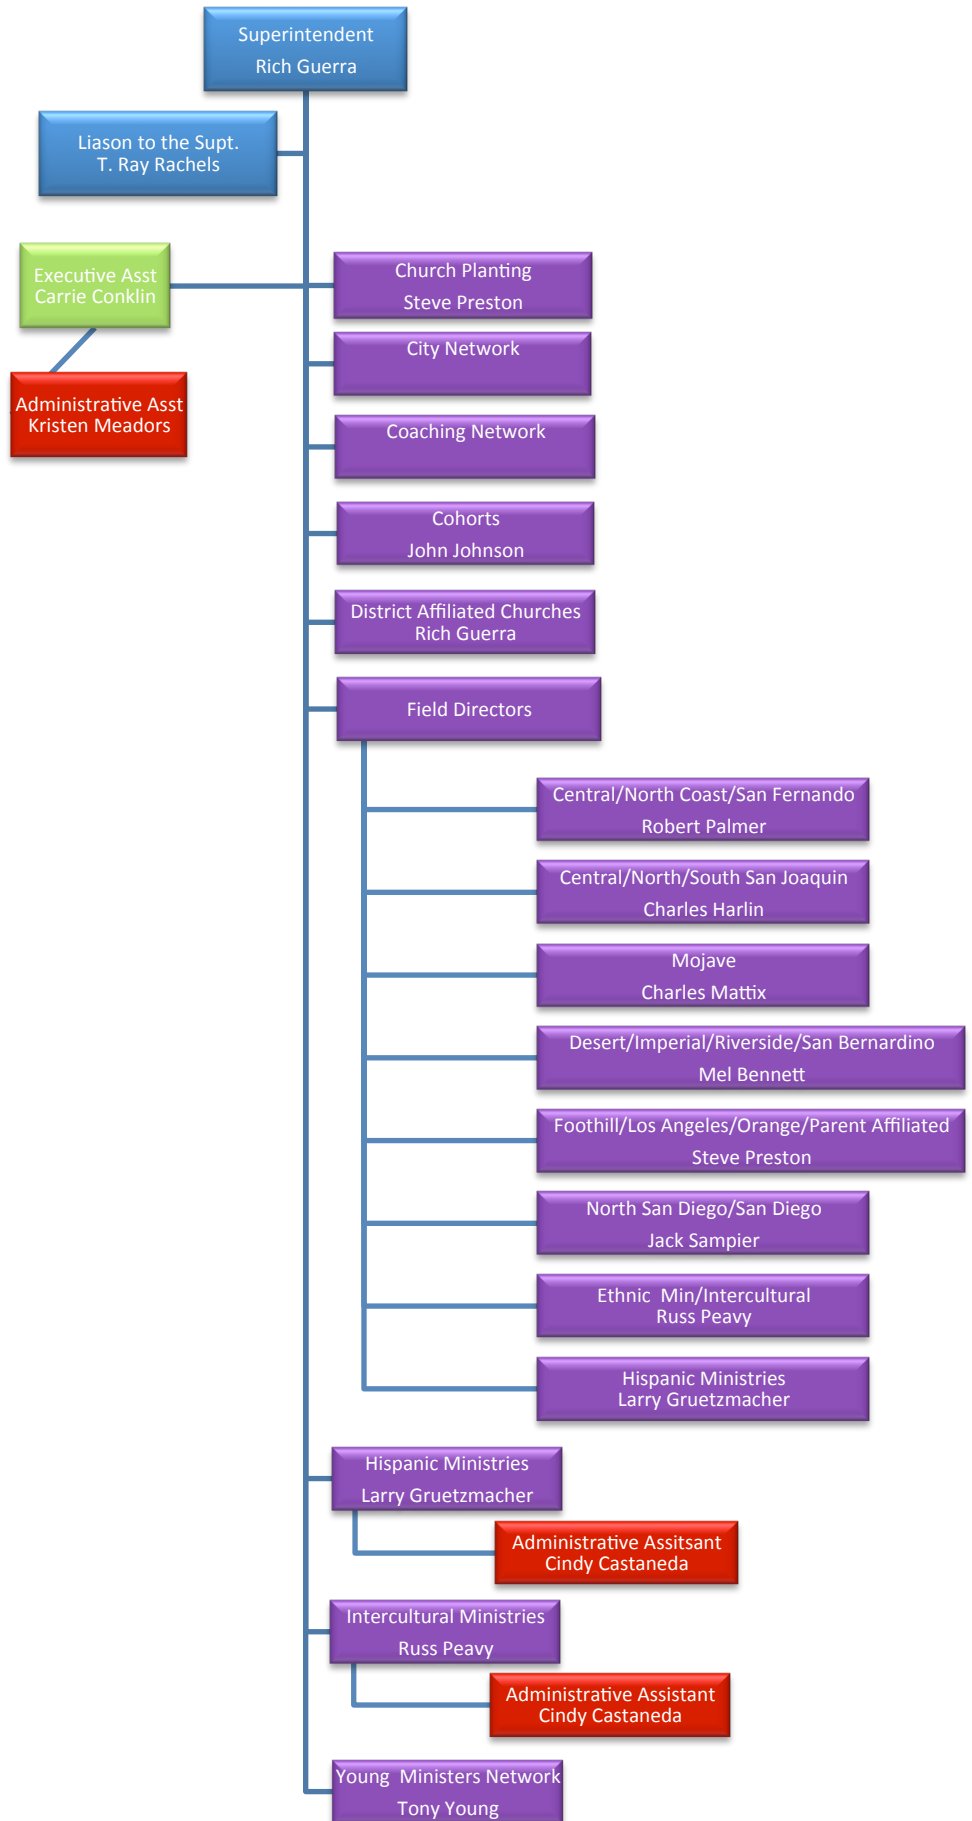 Superintendent
Rich Guerra
Liason to the Supt.
T. Ray Rachels
Executive Asst
Carrie Conklin
Administrative Asst
Kristen Meadors
Church Planting
Steve Preston
City Network
Coaching Network
Cohorts
John Johnson
District Affiliated Churches
Rich Guerra
Field Directors
Central/North Coast/San Fernando
Robert Palmer
Central/North/South San Joaquin
Charles Harlin
Mojave
Charles Mattix
Desert/Imperial/Riverside/San Bernardino
Mel Bennett
Foothill/Los Angeles/Orange/Parent Affiliated
Steve Preston
North San Diego/San Diego
Jack Sampier
Ethnic  Min/Intercultural
Russ Peavy
Hispanic Ministries
Larry Gruetzmacher
Hispanic Ministries
Larry Gruetzmacher
Administrative Assitsant
Cindy Castaneda
Intercultural Ministries
Russ Peavy
Administrative Assistant
Cindy Castaneda
Young  Ministers Network
Tony Young